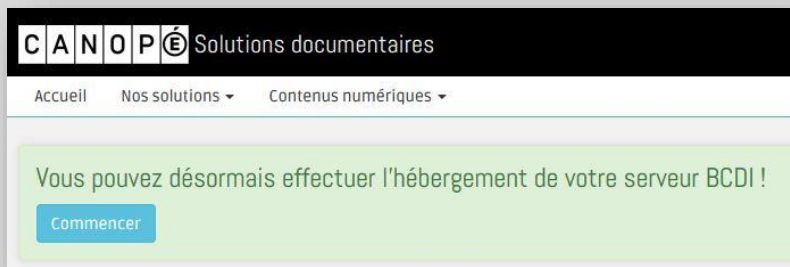 CANOPÉ Solutions documentaires
Accueil Nos solutions Contenus numériques
Vous pouvez désormais effectuer l'hébergement de votre serveur BCDI !
Commencer